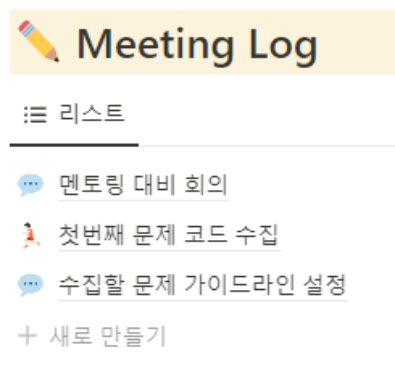 Meeting Log
리스트
멘토링 대비 회의
첫번째 문제 코드 수집
수집할 문제 가이드라인 설정
+ 새로 만들기